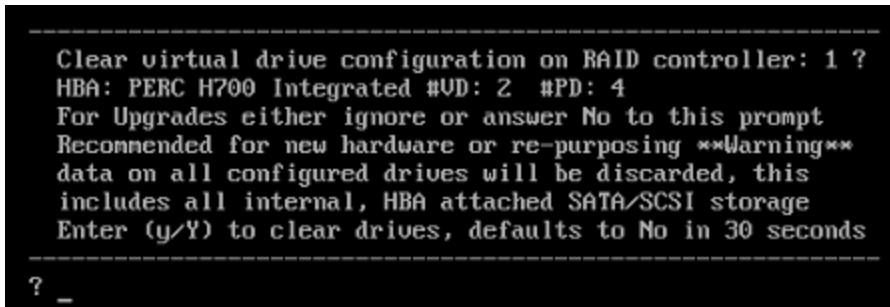 Clear virtual drive configuration on RAID controller: 1 ?
HBA: PERC H700 Integrated #VD: 2  #PD: 4
For Upgrades either ignore or answer No to this prompt
Recommended for new hardware or re-purposing **Warning**
data on all configured drives will be discarded, this
includes all internal, HBA attached SATA/SCSI storage
Enter (y/Y) to clear drives, defaults to No in 30 seconds
? _